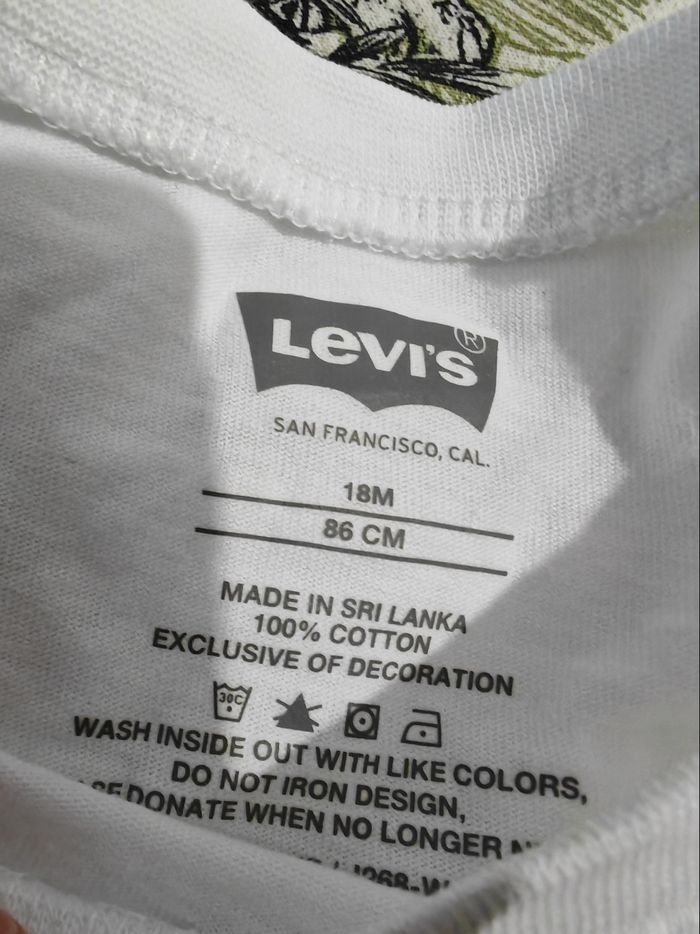 Levi's®
SAN FRANCISCO, CAL.
18M
86 CM
MADE IN SRI LANKA
100% COTTON
EXCLUSIVE OF DECORATION
30C
WASH INSIDE OUT WITH LIKE COLORS,
DO NOT IRON DESIGN,
DONATE WHEN NO LONGER